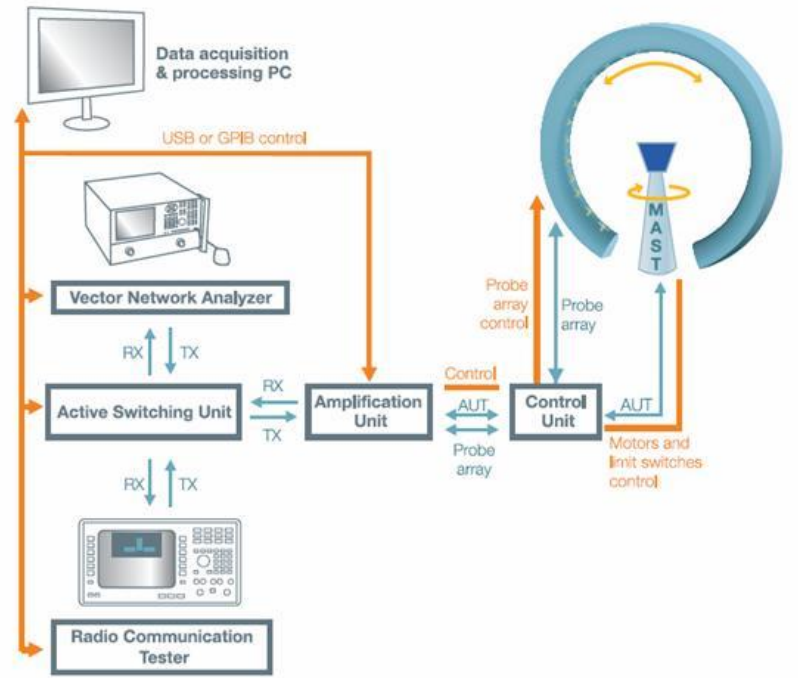 Data acquisition
& processing PC
USB or GPIB control
Vector Network Analyzer
RX
TX
Active Switching Unit
RX
TX
Amplification
Unit
Control
AUT
Probe
array
Control
Unit
Probe
array
control
Probe
array
MAST
AUT
Motors and
limit switches
control
RX
TX
Radio Communication
Tester